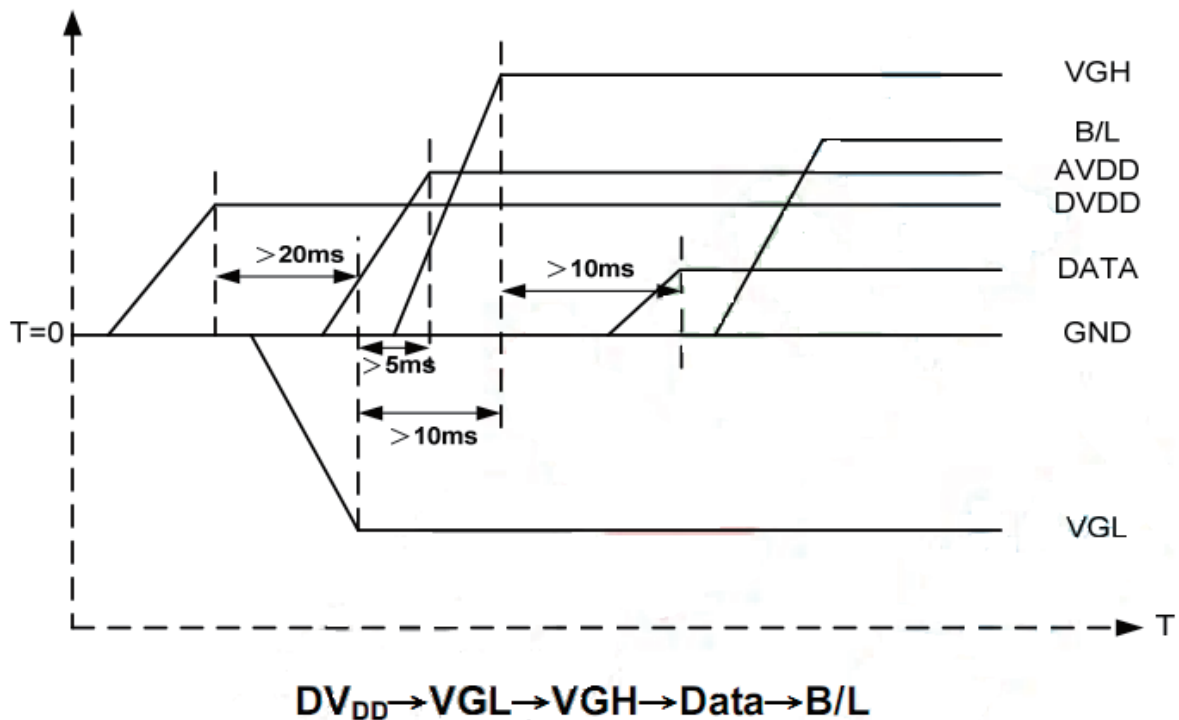 VGH
B/L
AVDD
DVDD
>20ms
>10ms
DATA
T=0
GND
>5ms
>10ms
VGL
T
DVDD→VGL→VGH→Data→B/L